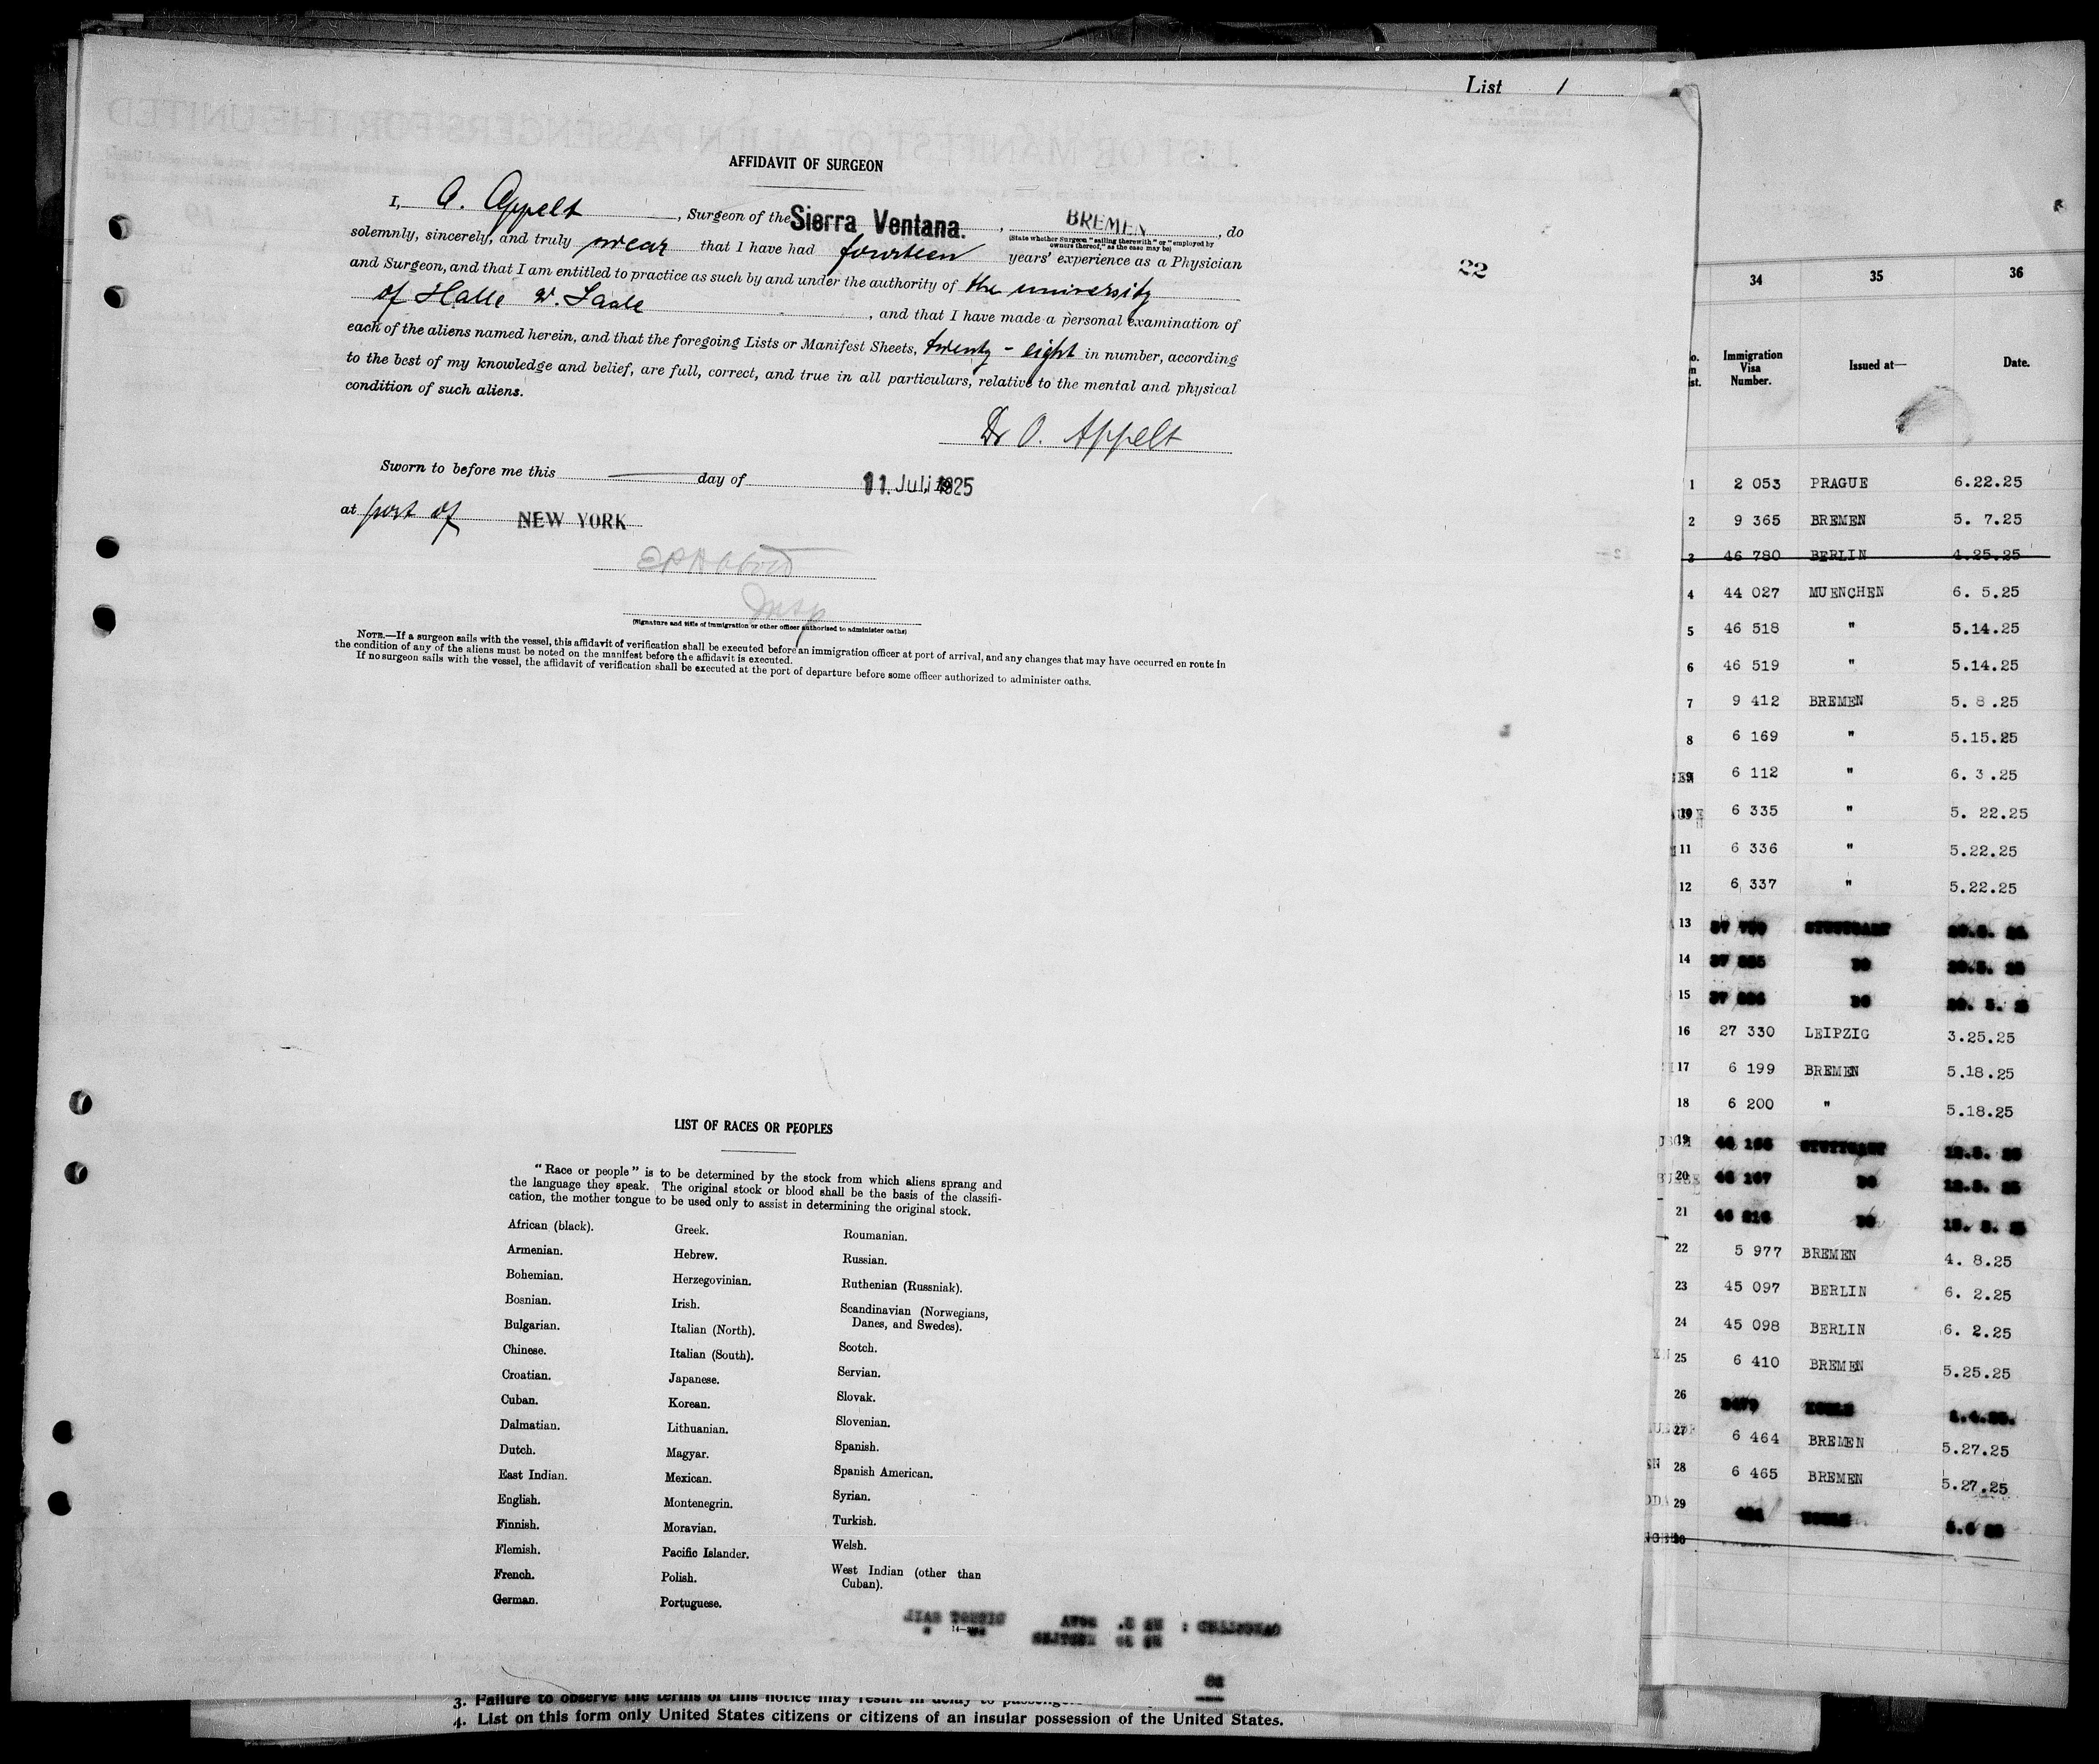 List 1
AFFIDAVIT OF SURGEON
I, O. Appelt, Surgeon of the Sierra Ventana., BREMEN, do
(State whether Surgeon "sailing therewith" or "employed by
owners thereof," as the case may be)
solemnly, sincerely, and truly swear that I have had fourteen years' experience as a Physician
and Surgeon, and that I am entitled to practice as such by and under the authority of the university
of Halle, and that I have made a personal examination of
each of the aliens named herein, and that the foregoing Lists or Manifest Sheets, twenty - eight in number, according
to the best of my knowledge and belief, are full, correct, and true in all particulars, relative to the mental and physical
condition of such aliens.
22
Dr O. Appelt
Sworn to before me this — day of 11. Juli 1925
at port of NEW YORK
Insp
(Signature and title of immigration or other officer authorized to administer oaths)
NOTE.—If a surgeon sails with the vessel, this affidavit of verification shall be executed before an immigration officer at port of arrival, and any changes that may have occurred en route in
the condition of any of the aliens must be noted on the manifest before the affidavit is executed.
If no surgeon sails with the vessel, the affidavit of verification shall be executed at the port of departure before some officer authorized to administer oaths.
LIST OF RACES OR PEOPLES
"Race or people" is to be determined by the stock from which aliens sprang and
the language they speak. The original stock or blood shall be the basis of the classifi-
cation, the mother tongue to be used only to assist in determining the original stock.
African (black).
Armenian.
Bohemian.
Bosnian.
Bulgarian.
Chinese.
Croatian.
Cuban.
Dalmatian.
Dutch.
East Indian.
English.
Finnish.
Flemish.
French.
German.
Greek.
Hebrew.
Herzegovinian.
Irish.
Italian (North).
Italian (South).
Japanese.
Korean.
Lithuanian.
Magyar.
Mexican.
Montenegrin.
Moravian.
Pacific Islander.
Polish.
Portuguese.
Roumanian.
Russian.
Ruthenian (Russniak).
Scandinavian (Norwegians,
Danes, and Swedes).
Scotch.
Servian.
Slovak.
Slovenian.
Spanish.
Spanish American.
Syrian.
Turkish.
Welsh.
West Indian (other than
Cuban).
3. Failure to observe the terms of this notice may result in delay to
4. List on this form only United States citizens or citizens of an insular possession of the United States.
34 35 36
Immigration
Visa
Number.
Issued at—
Date.
1 2 053 PRAGUE 6.22.25
2 9 365 BREMEN 5. 7.25
3 46 780 BERLIN 4.25.25
4 44 027 MUENCHEN 6. 5.25
5 46 518 " 5.14.25
6 46 519 " 5.14.25
7 9 412 BREMEN 5. 8 .25
8 6 169 " 5.15.25
9 6 112 " 6. 3 .25
10 6 335 " 5. 22.25
11 6 336 " 5.22.25
12 6 337 " 5.22.25
13 STUTTGART
14 DO
15 DO
16 27 330 LEIPZIG 3.25.25
17 6 199 BREMEN 5.18.25
18 6 200 " 5.18.25
19 STUTTGART
20 DO
21 DO
22 5 977 BREMEN 4. 8.25
23 45 097 BERLIN 6. 2.25
24 45 098 BERLIN 6. 2.25
25 6 410 BREMEN 5.25.25
26
27 6 464 BREMEN 5.27.25
28 6 465 BREMEN 5.27.25
29
30